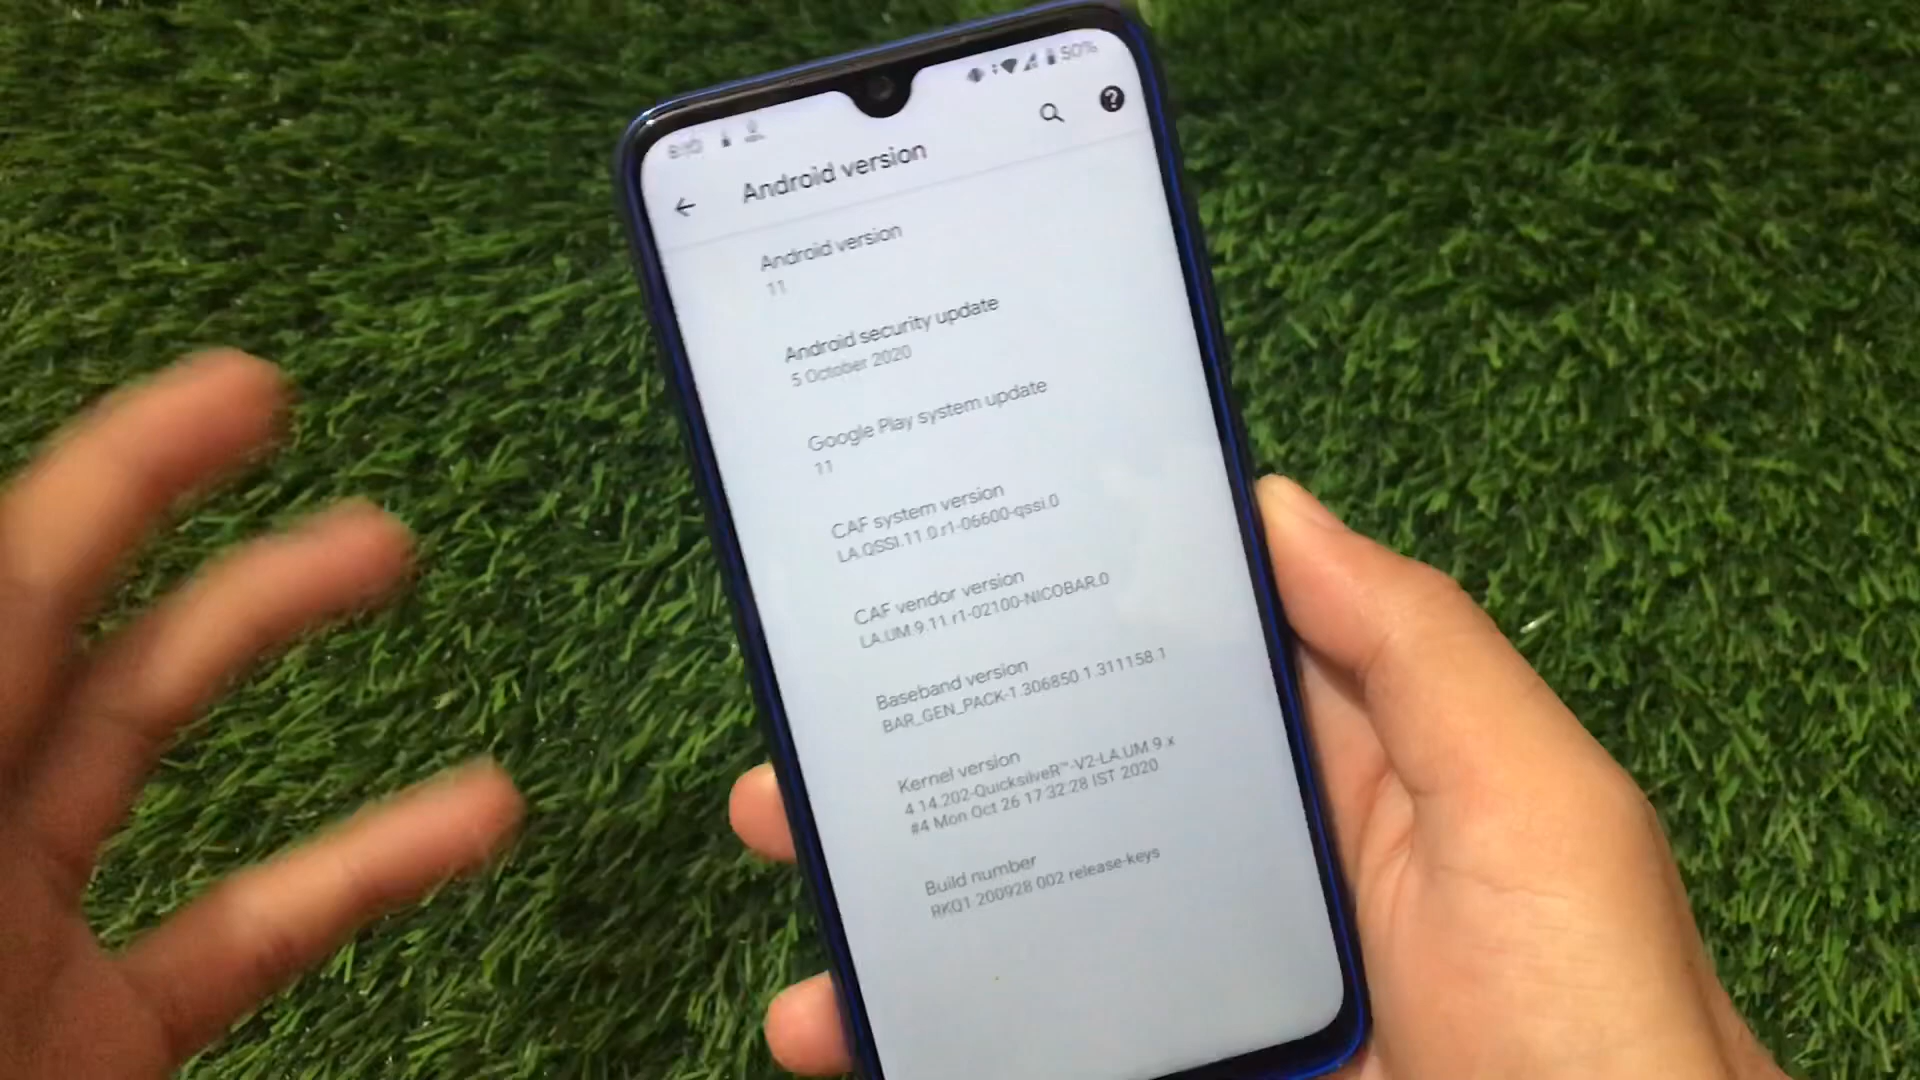 50%
Android version
Android version
11
Android security update
5 October 2020
Google Play system update
11
CAF system version
LA.QSSI.11.0.r1-06600-qssi.0
CAF vendor version
LA.UM.9.11.r1-02100-NICOBAR.0
Baseband version
BAR_GEN_PACK-1.306850.1.311158.1
Kernel version
4.14.202-QuicksilveR™-V2-LA.UM.9.x
#4 Mon Oct 26 17:32:28 IST 2020
Build number
RKQ1.200928.002 release-keys